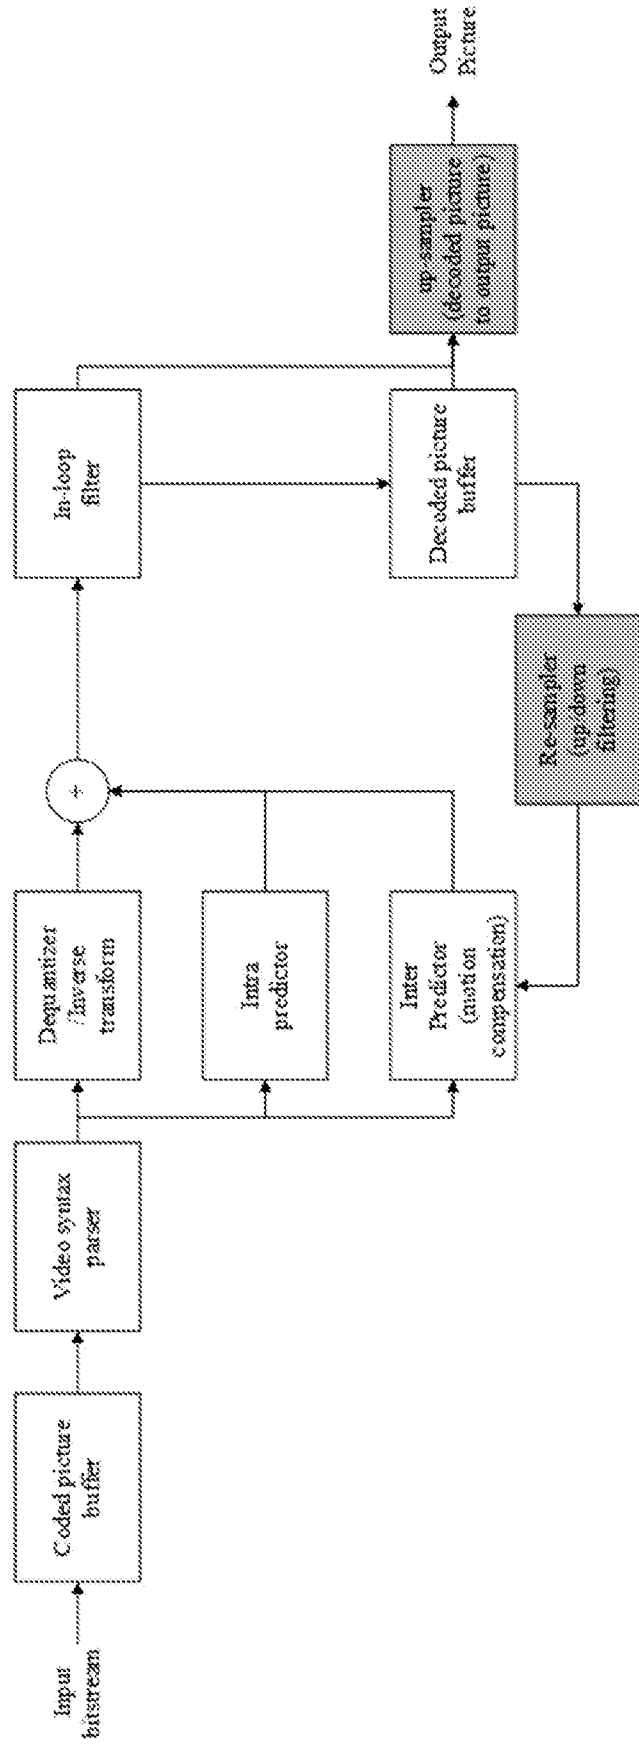 Input
bitstream
Coded picture
buffer
Video syntax
parser
Dequantizer
/Inverse
transform
Intra
predictor
Inter
Predictor
(motion
compensation)
+
In-loop
filter
Decoded picture
buffer
Re-sampler
(up/down
filtering)
up-sampler
(decoded picture
to output picture)
Output
Picture